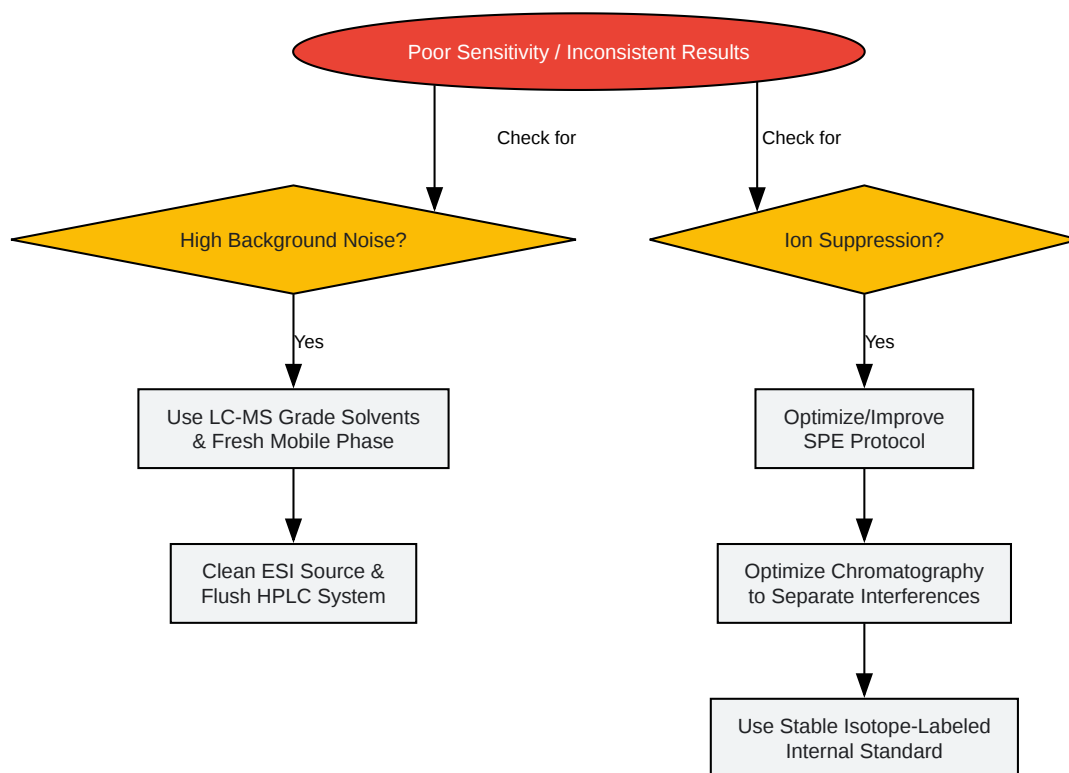 Poor Sensitivity / Inconsistent Results
Check for
Check for
High Background Noise?
Ion Suppression?
Yes
Yes
Use LC-MS Grade Solvents
& Fresh Mobile Phase
Optimize/Improve
SPE Protocol
Clean ESI Source &
Flush HPLC System
Optimize Chromatography
to Separate Interferences
Use Stable Isotope-Labeled
Internal Standard